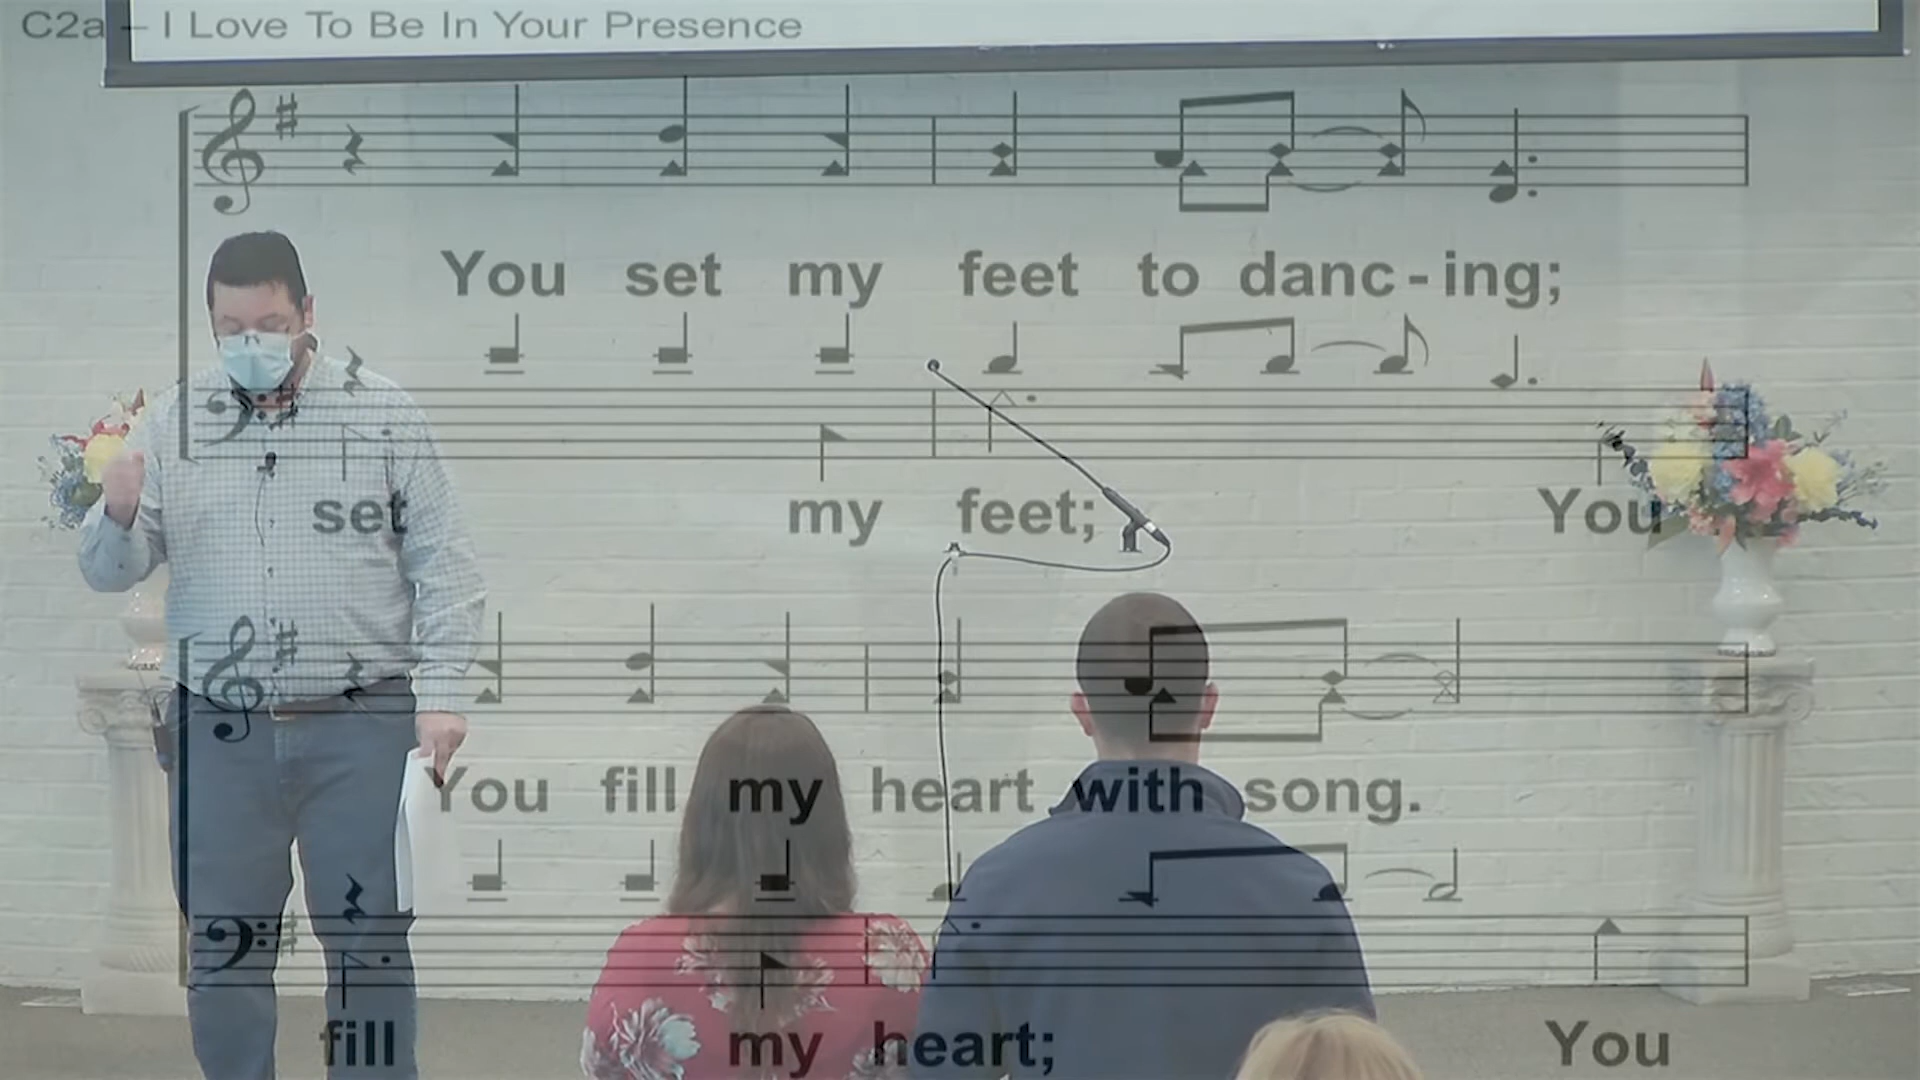 C2a – I Love To Be In Your Presence
You set my feet to danc-ing;
set my feet; You
You fill my heart with song.
fill my heart; You